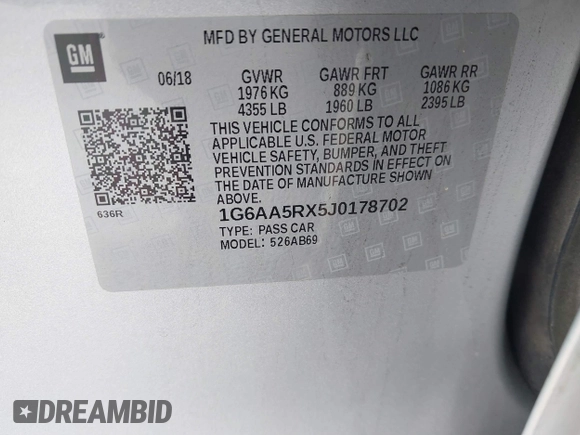 GM
MFD BY GENERAL MOTORS LLC
06/18 GVWR GAWR FRT GAWR RR
1976 KG 889 KG 1086 KG
4355 LB 1960 LB 2395 LB
THIS VEHICLE CONFORMS TO ALL
APPLICABLE U.S. FEDERAL MOTOR
VEHICLE SAFETY, BUMPER, AND THEFT
PREVENTION STANDARDS IN EFFECT ON
THE DATE OF MANUFACTURE SHOWN
ABOVE.
636R
1G6AA5RX5J0178702
TYPE: PASS CAR
MODEL: 526AB69
DREAMBID